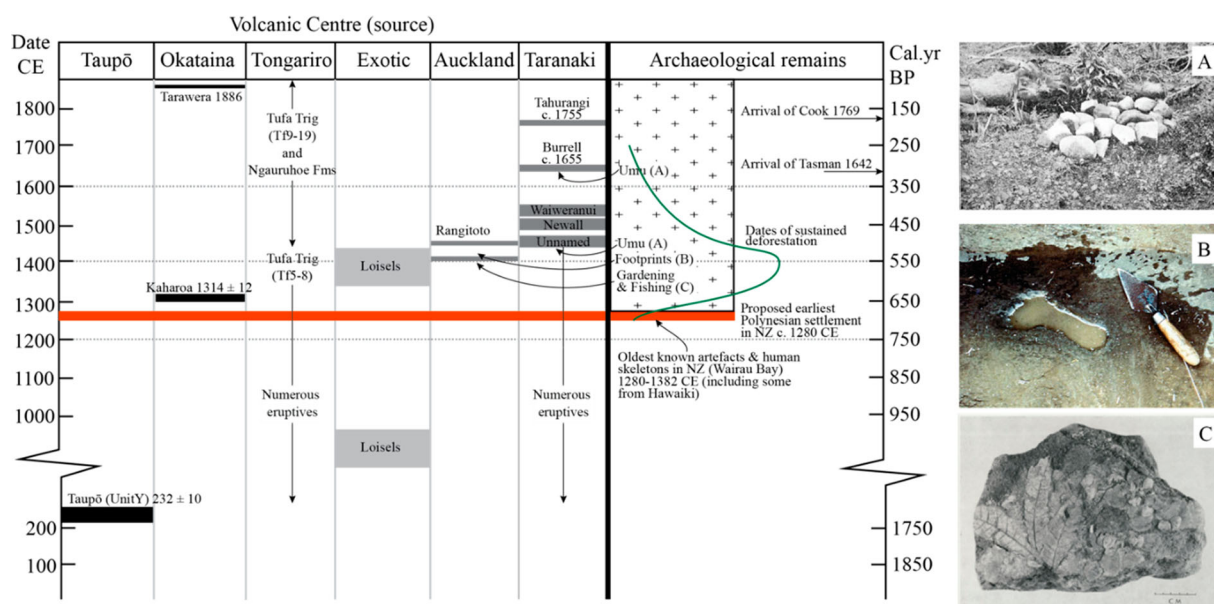 Volcanic Centre (source)
Date
CE
Taupō
Okataina
Tongariro
Exotic
Auckland
Taranaki
Archaeological remains
Cal.yr
BP
1800
1700
1600
1500
1400
1300
1200
1100
1000
200
100
Tarawera 1886
Kaharoa 1314 ± 12
Taupō (UnitY) 232 ± 10
Tufa Trig
(Tf9-19)
and
Ngauruhoe Fms
Tufa Trig
(Tf5-8)
Numerous
eruptives
Loisels
Loisels
Rangitoto
Tahurangi
c. 1755
Burrell
c. 1655
Waiweranui
Newall
Unnamed
Numerous
eruptives
Umu (A)
Umu (A)
Footprints (B)
Gardening
& Fishing (C)
Arrival of Cook 1769
Arrival of Tasman 1642
Dates of sustained
deforestation
Proposed earliest
Polynesian settlement
in NZ c. 1280 CE
Oldest known artefacts & human
skeletons in NZ (Wairau Bay)
1280-1382 CE (including some
from Hawaiki)
150
250
350
450
550
650
750
850
950
1750
1850
A
B
C
C 36